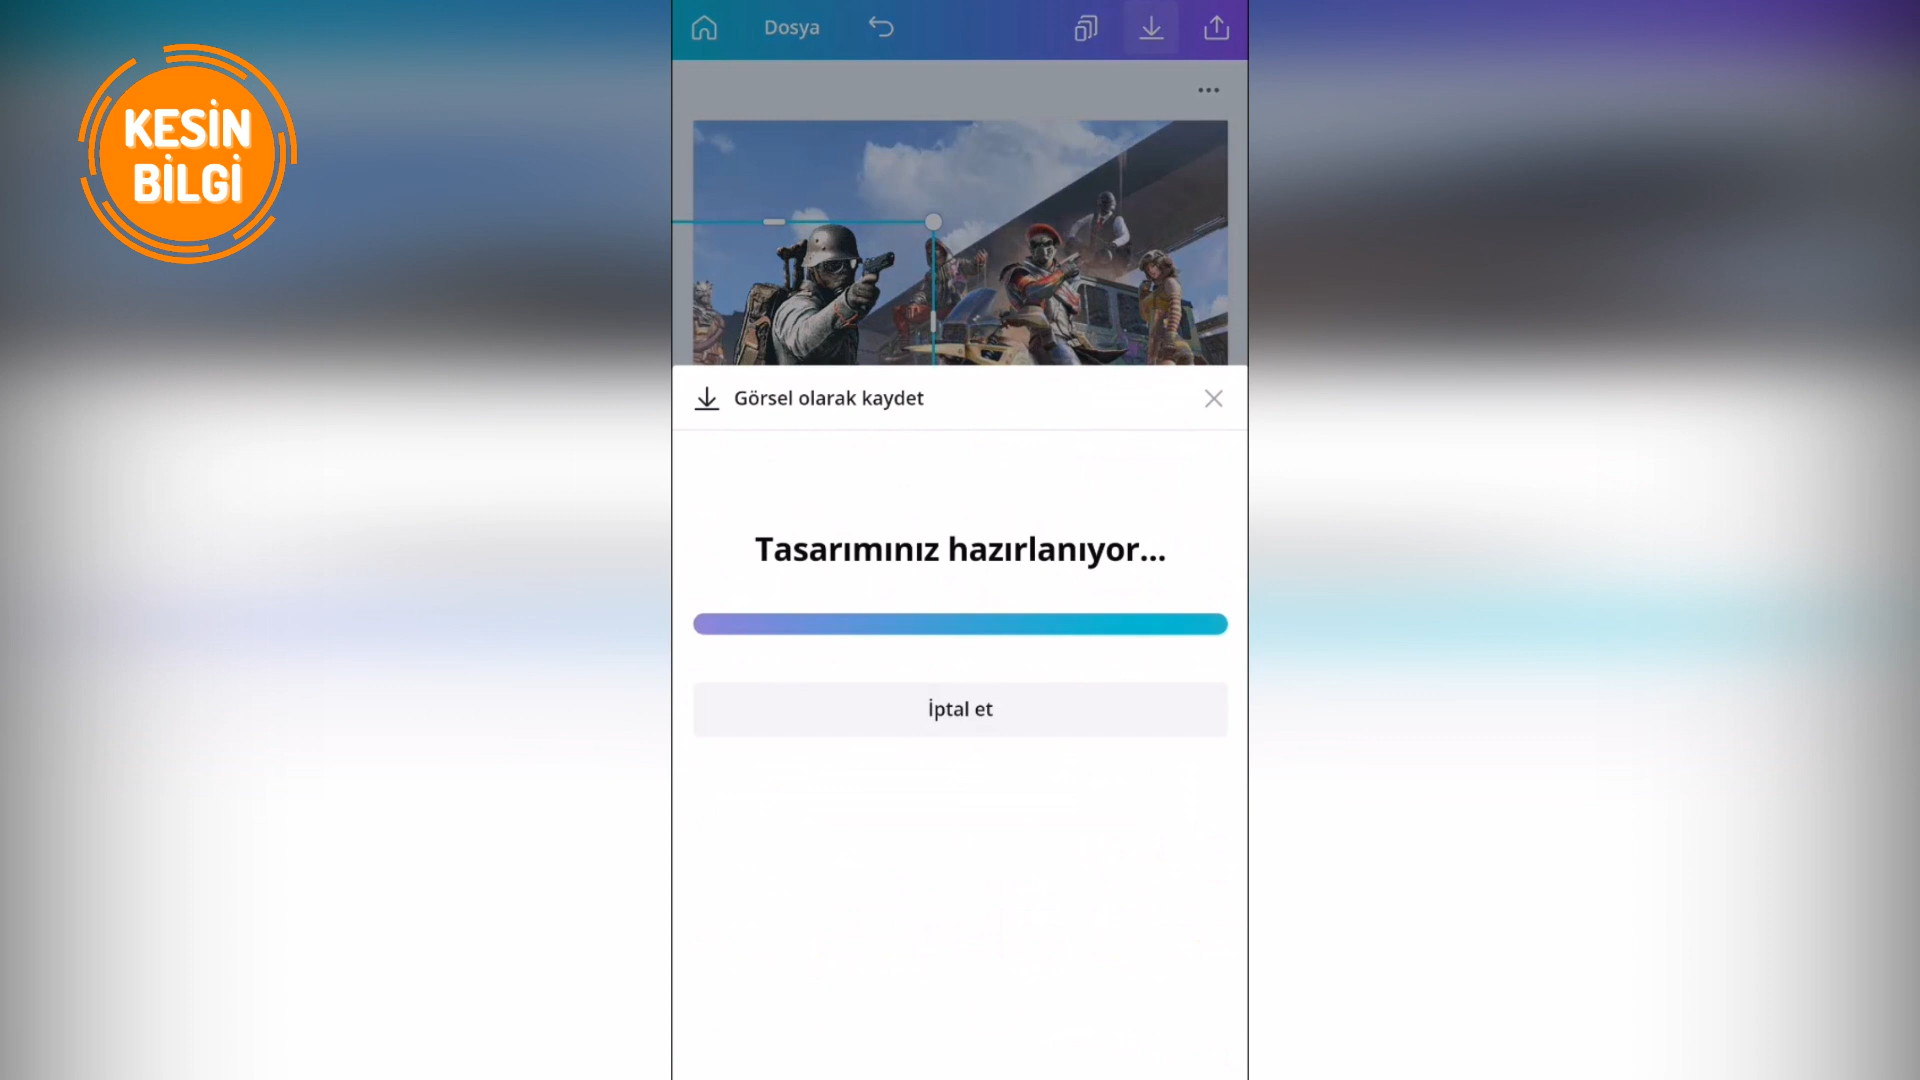 KESİN
BİLGİ
Dosya
Görsel olarak kaydet
Tasarımınız hazırlanıyor...
İptal et